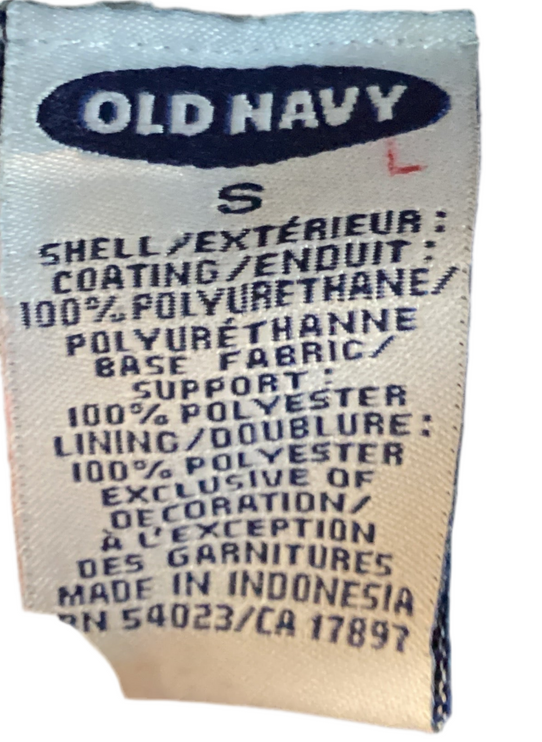 OLD NAVY
L
S
SHELL/EXTÉRIEUR:
COATING/ENDUIT:
100% POLYURETHANE/
POLYURÉTHANNE
BASE FABRIC/
SUPPORT:
100% POLYESTER
LINING/DOUBLURE:
100% POLYESTER
EXCLUSIVE OF
DECORATION/
À L'EXCEPTION
DES GARNITURES
MADE IN INDONESIA
RN 54023/CA 17897